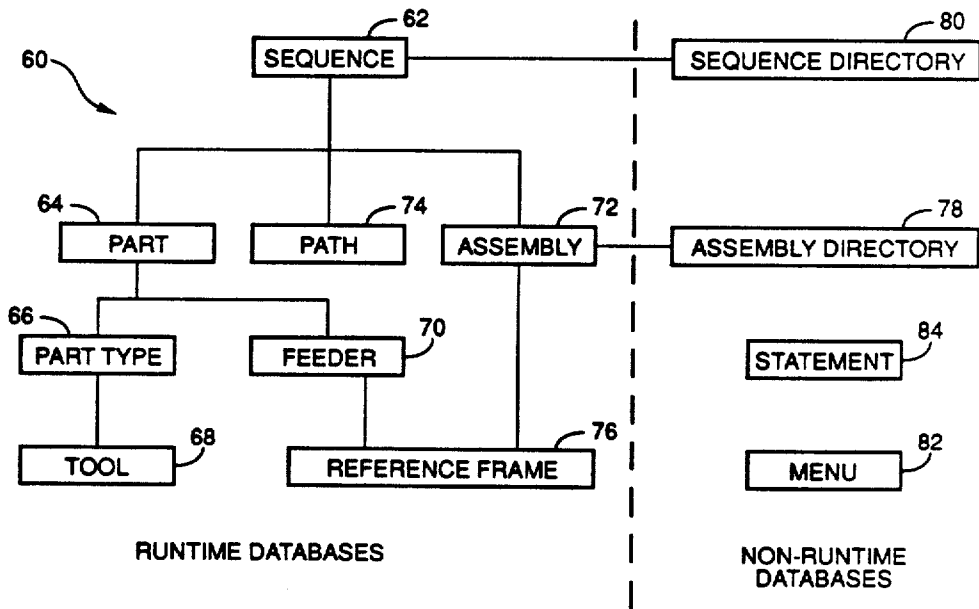 62
80
60
SEQUENCE
SEQUENCE DIRECTORY
64
74
72
78
PART
PATH
ASSEMBLY
ASSEMBLY DIRECTORY
66
70
84
PART TYPE
FEEDER
STATEMENT
68
76
82
TOOL
REFERENCE FRAME
MENU
RUNTIME DATABASES
NON-RUNTIME
DATABASES